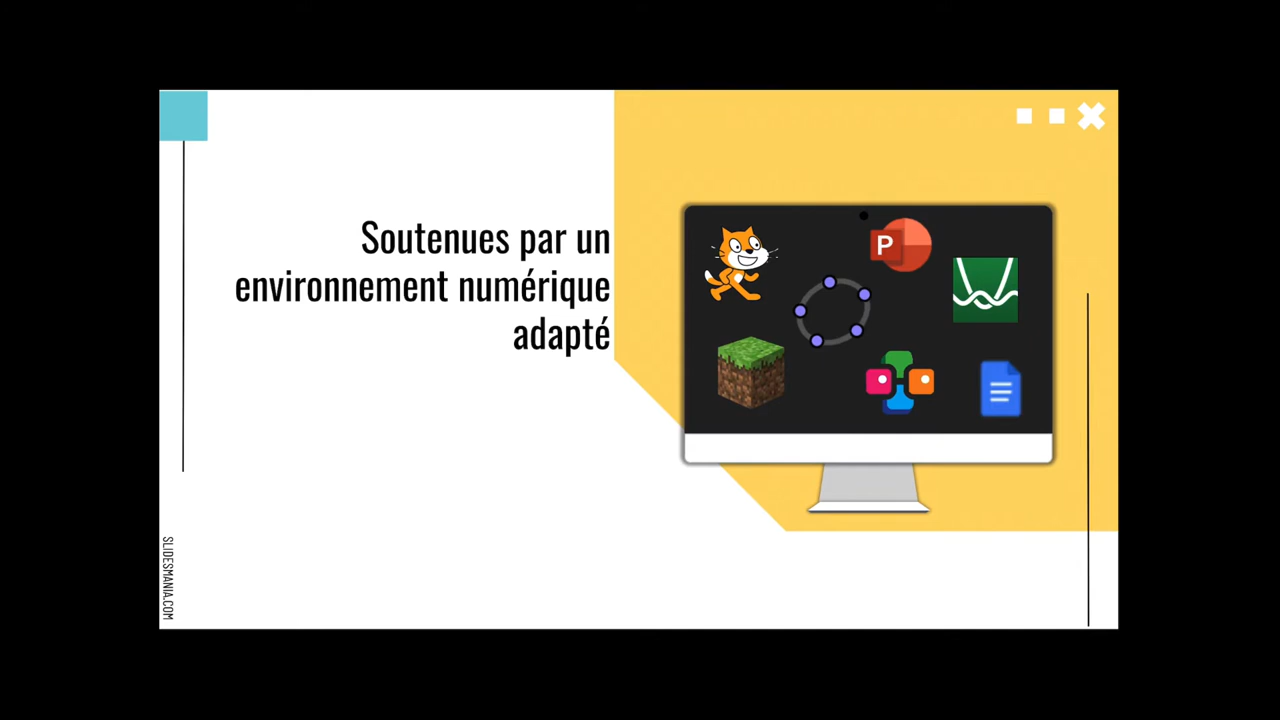 Soutenues par un
environnement numérique
adapté
P
SLIDESMANIA.COM